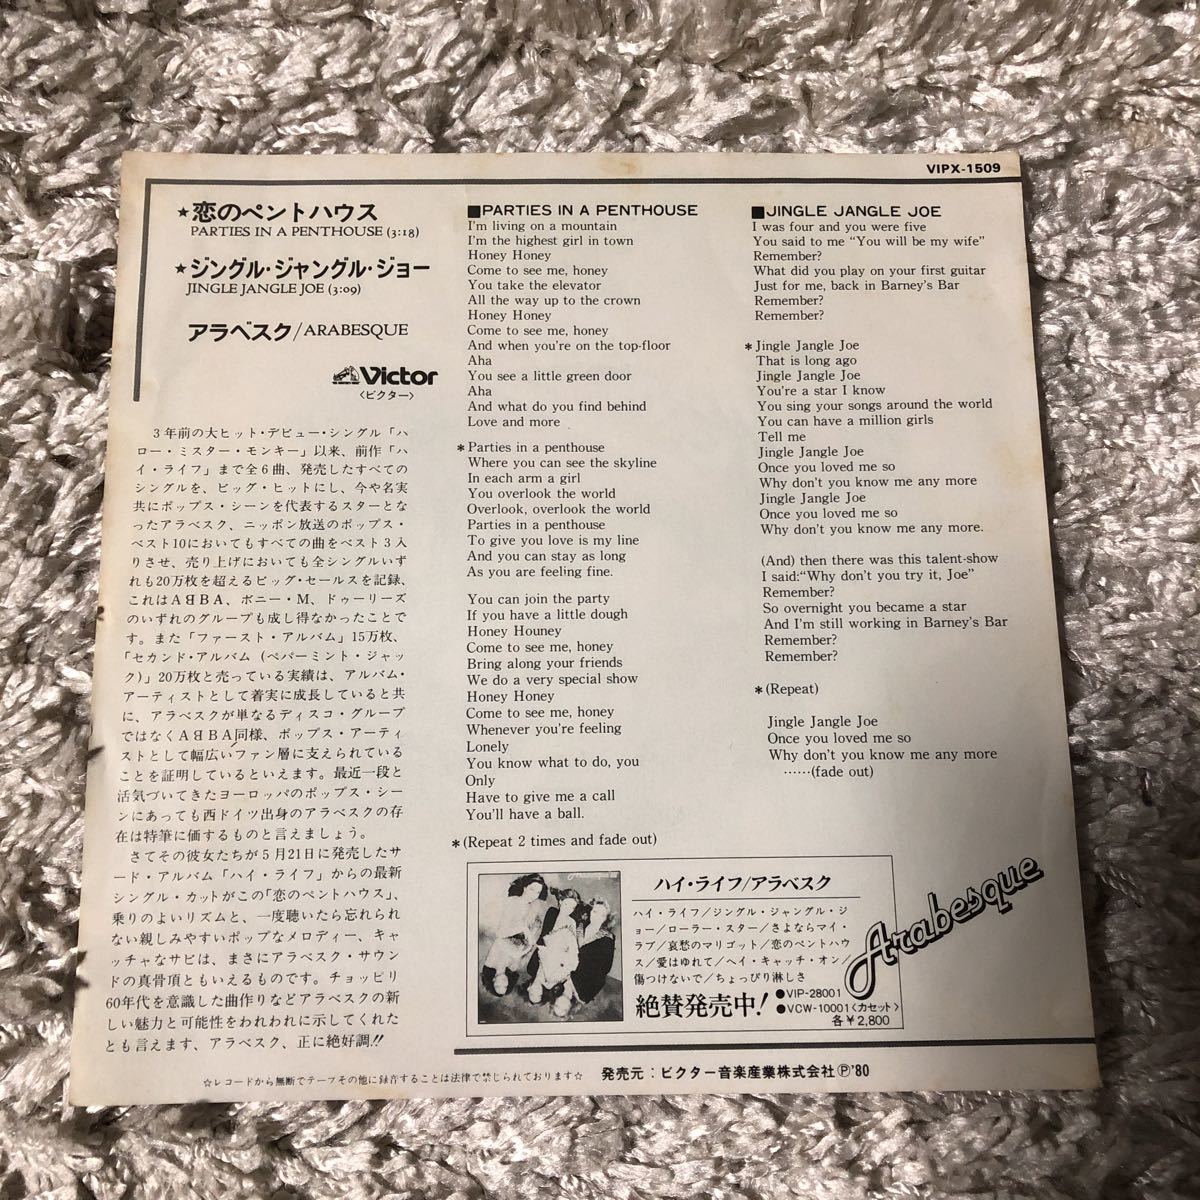 VIPX-1509
★恋のペントハウス
PARTIES IN A PENTHOUSE (3:18)
★ジングル・ジャングル・ジョー
JINGLE JANGLE JOE (3:09)
アラベスク/ARABESQUE
Victor
〈ビクター〉
3年前の大ヒット・デビュー・シングル「ハ
ロー・ミスター・モンキー」以来、前作「ハ
イ・ライフ」まで全6曲、発売したすべての
シングルを、ビッグ・ヒットにし、今や名実
共にポップス・シーンを代表するスターとな
ったアラベスク、ニッポン放送のポップス・
ベスト10においてもすべての曲をベスト3入
りさせ、売り上げにおいても全シングルいず
れも20万枚を超えるビッグ・セールスを記録、
これはABBA、ボニー・M、ドゥーリーズ
のいずれのグループも成し得なかったことで
す。また「ファースト・アルバム」15万枚、
「セカンド・アルバム (ペパーミント・ジャッ
ク)」20万枚と売っている実績は、アルバム・
アーティストとして着実に成長していると共
に、アラベスクが単なるディスコ・グループ
ではなくABBA同様、ポップス・アーティ
ストとして幅広いファン層に支えられている
ことを証明しているといえます。最近一段と
活気づいてきたヨーロッパのポップス・シー
ンにあっても西ドイツ出身のアラベスクの存
在は特筆に価するものと言えましょう。
さてその彼女たちが5月21日に発売したサ
ード・アルバム「ハイ・ライフ」からの最新
シングル・カットがこの「恋のペントハウス」、
乗りのよいリズムと、一度聴いたら忘れられ
ない親しみやすいポップなメロディー、キャ
ッチャなサビは、まさにアラベスク・サウン
ドの真骨頂ともいえるものです。チョッピリ
60年代を意識した曲作りなどアラベスクの新
しい魅力と可能性をわれわれに示してくれた
とも言えます、アラベスク、正に絶好調!!
■PARTIES IN A PENTHOUSE
I'm living on a mountain
I'm the highest girl in town
Honey Honey
Come to see me, honey
You take the elevator
All the way up to the crown
Honey Honey
Come to see me, honey
And when you're on the top-floor
Aha
You see a little green door
Aha
And what do you find behind
Love and more
*Parties in a penthouse
Where you can see the skyline
In each arm a girl
You overlook the world
Overlook, overlook the world
Parties in a penthouse
To give you love is my line
And you can stay as long
As you are feeling fine.
You can join the party
If you have a little dough
Honey Houney
Come to see me, honey
Bring along your friends
We do a very special show
Honey Honey
Come to see me, honey
Whenever you're feeling
Lonely
You know what to do, you
Only
Have to give me a call
You'll have a ball.
*(Repeat 2 times and fade out)
■JINGLE JANGLE JOE
I was four and you were five
You said to me "You will be my wife"
Remember?
What did you play on your first guitar
Just for me, back in Barney's Bar
Remember?
Remember?
*Jingle Jangle Joe
That is long ago
Jingle Jangle Joe
You're a star I know
You sing your songs around the world
You can have a million girls
Tell me
Jingle Jangle Joe
Once you loved me so
Why don't you know me any more
Jingle Jangle Joe
Once you loved me so
Why don't you know me any more.
(And) then there was this talent-show
I said:"Why don't you try it, Joe"
Remember?
So overnight you became a star
And I'm still working in Barney's Bar
Remember?
Remember?
*(Repeat)
Jingle Jangle Joe
Once you loved me so
Why don't you know me any more
……(fade out)
ハイ・ライフ/アラベスク
ハイ・ライフ/ジングル・ジャングル・ジ
ョー/ローラー・スター/さよならマイ・
ラブ/哀愁のマリゴット/恋のペントハウ
ス/愛はゆれて/ヘイ・キャッチ・オン/
傷つけないで/ちょっぴり淋しさ
絶賛発売中!
●VIP-28001
●VCW-10001〈カセット〉
各¥2,800
Arabesque
☆レコードから無断でテープその他に録音することは法律で禁じられております☆
発売元:ビクター音楽産業株式会社Ⓟ'80